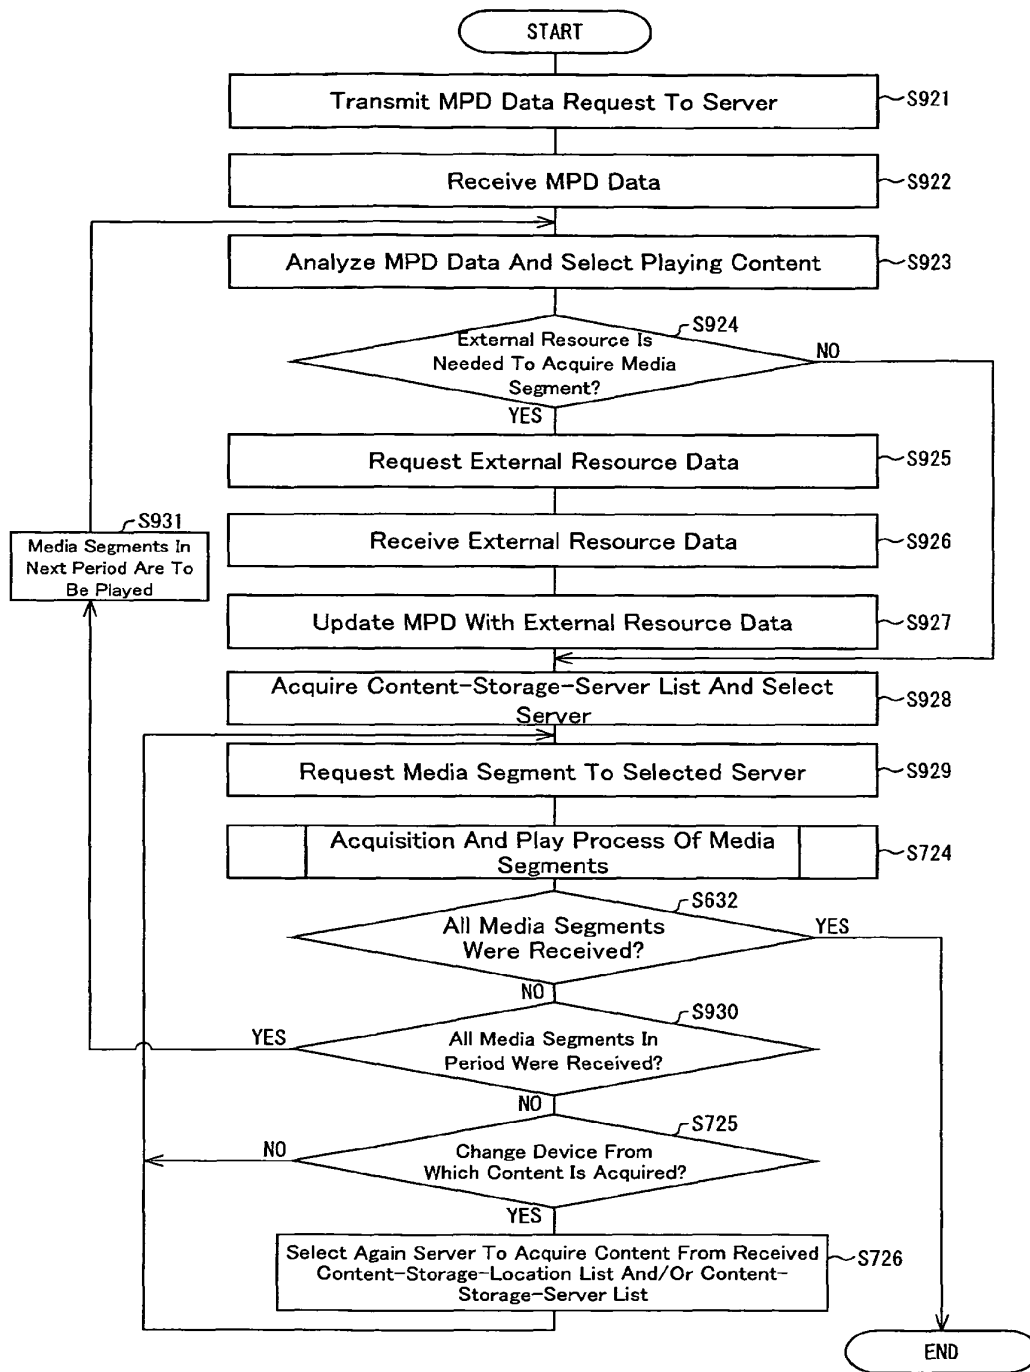 START
Transmit MPD Data Request To Server
S921
Receive MPD Data
S922
Analyze MPD Data And Select Playing Content
S923
S924
External Resource Is
Needed To Acquire Media
Segment?
NO
YES
Request External Resource Data
S925
S931
Media Segments In
Next Period Are To
Be Played
Receive External Resource Data
S926
Update MPD With External Resource Data
S927
Acquire Content-Storage-Server List And Select
Server
S928
Request Media Segment To Selected Server
S929
Acquisition And Play Process Of Media
Segments
S724
S632
All Media Segments
Were Received?
YES
NO
S930
YES
All Media Segments In
Period Were Received?
NO
S725
NO
Change Device From
Which Content Is Acquired?
YES
Select Again Server To Acquire Content From Received
Content-Storage-Location List And/Or Content-
Storage-Server List
S726
END